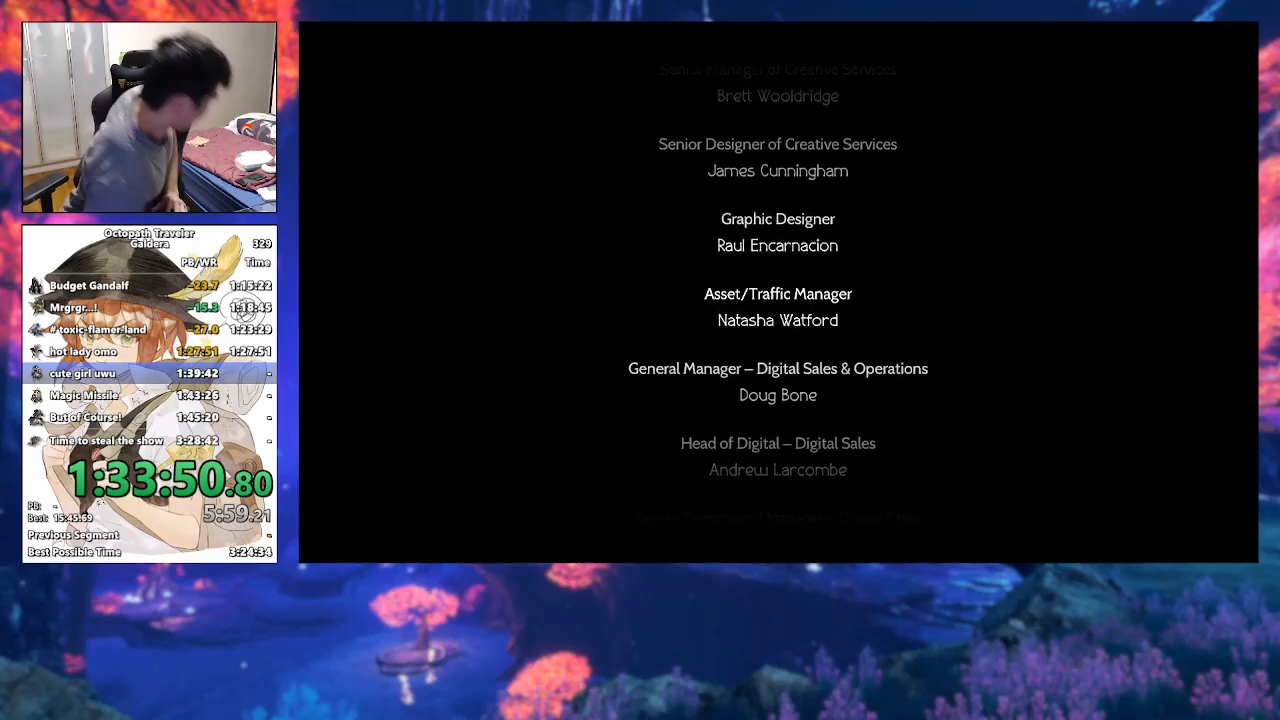 Octopath Traveler
Galdera
329
PB/WR Time
Budget Gandalf -23.7 1:15:22
Mrgrgr...! -15.3 1:18:45
# toxic-flamer-land -27.0 1:23:29
hot lady omo 1:27:51 1:27:51
cute girl uwu 1:39:42 -
Magic Missile 1:43:26 -
But of Course! 1:45:20 -
Time to steal the show 3:28:42 -
1:33:50.80
PB: -
Best: 15:45.69
5:59.21
Previous Segment -
Best Possible Time 3:24:34
Senior Manager of Creative Services
Brett Wooldridge
Senior Designer of Creative Services
James Cunningham
Graphic Designer
Raul Encarnacion
Asset/Traffic Manager
Natasha Watford
General Manager – Digital Sales & Operations
Doug Bone
Head of Digital – Digital Sales
Andrew Larcombe